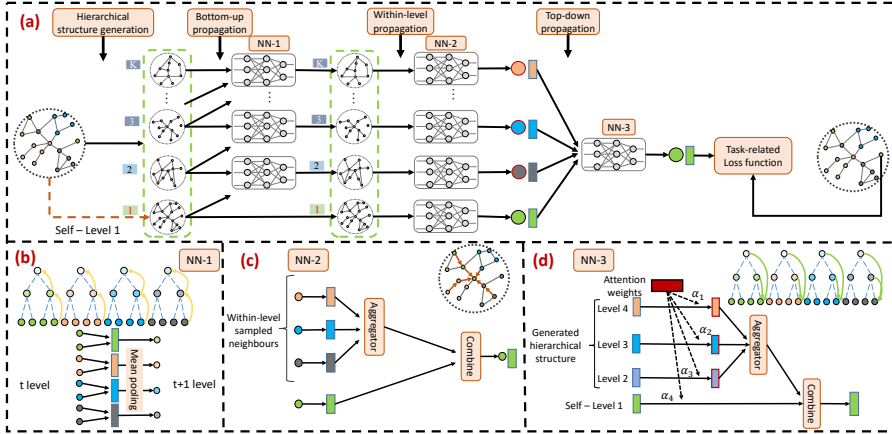 (a)
Hierarchical
structure generation
Bottom-up
propagation
NN-1
Within-level
propagation
NN-2
Top-down
propagation
K
K
3
3
2
2
1
1
NN-3
Task-related
Loss function
Self – Level 1
(b)
NN-1
t level
Mean pooling
t+1 level
(c)
NN-2
Within-level
sampled
neighbours
Aggregator
Combine
(d)
NN-3
Attention
weights
α1
α2
α3
α4
Level 4
Level 3
Level 2
Generated
hierarchical
structure
Self – Level 1
Aggregator
Combine